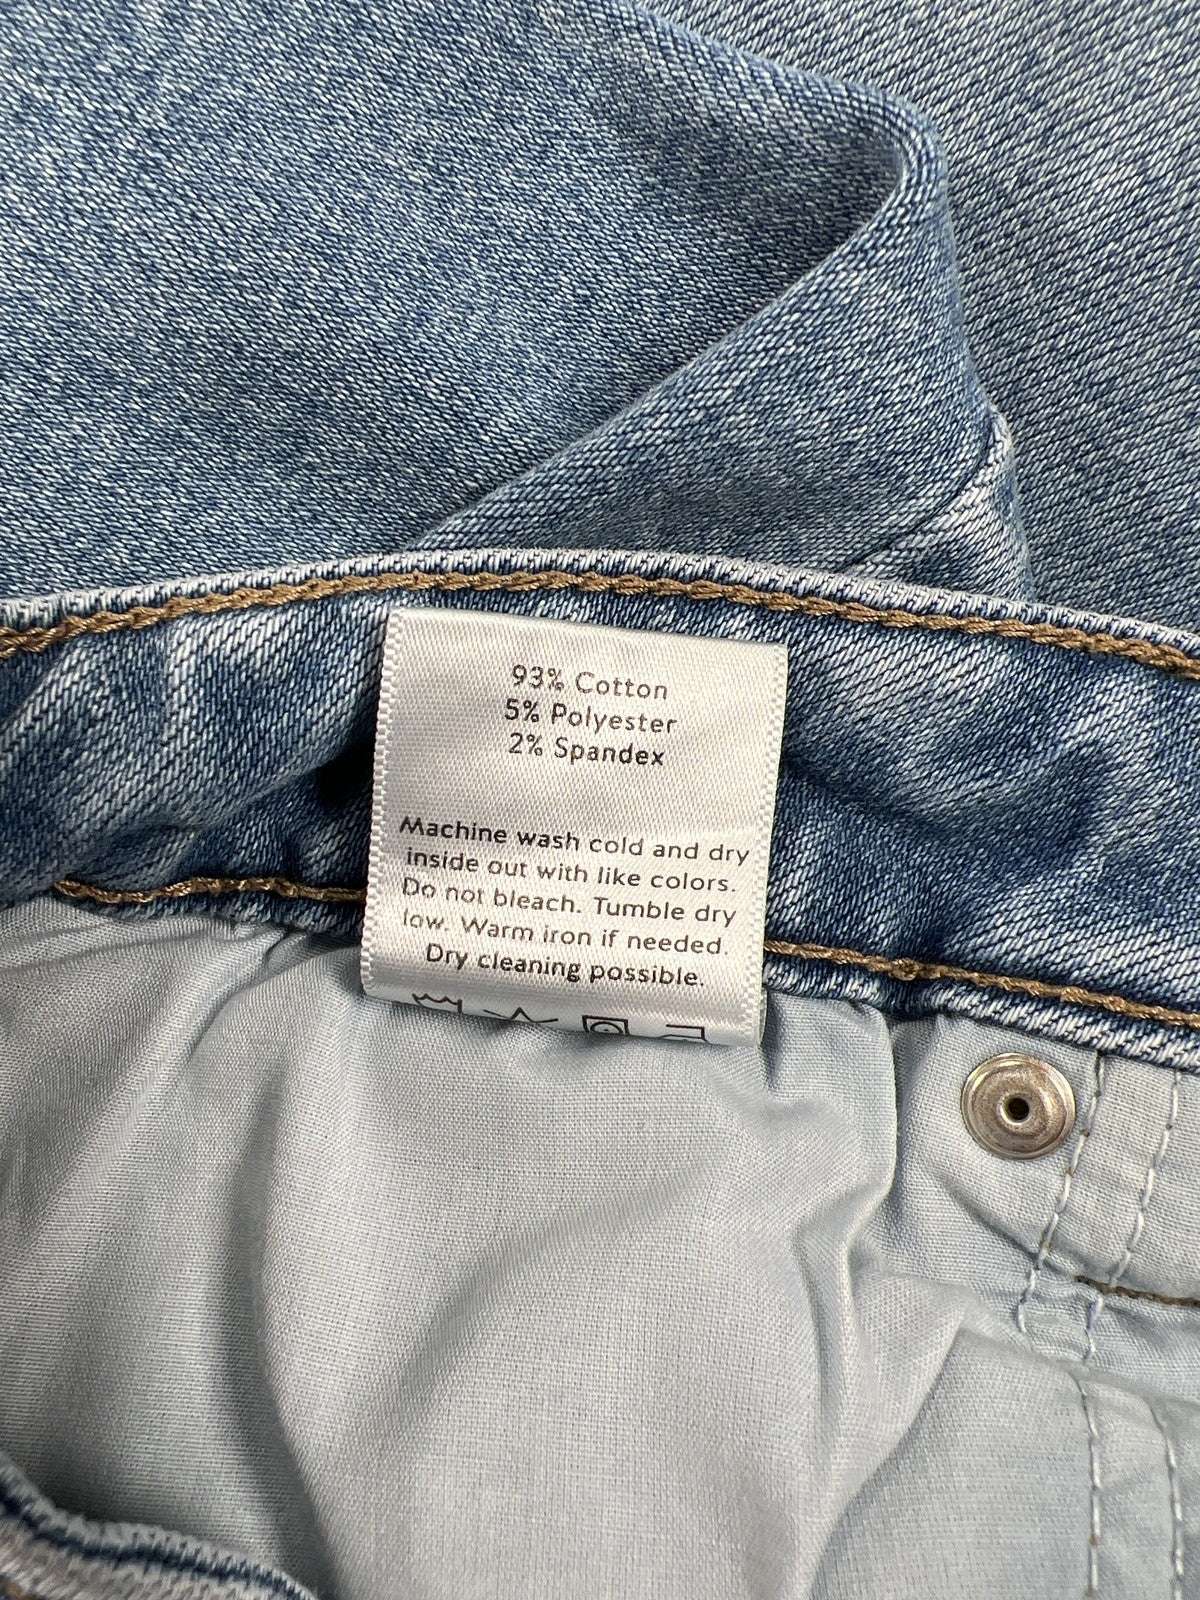 93% Cotton
5% Polyester
2% Spandex
Machine wash cold and dry
inside out with like colors.
Do not bleach. Tumble dry
low. Warm iron if needed.
Dry cleaning possible.